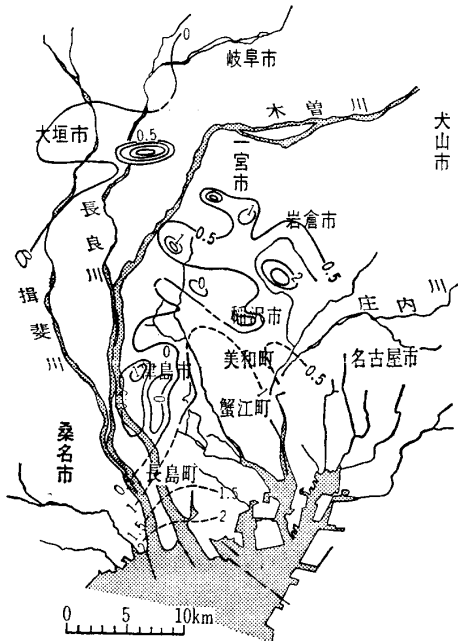 0
岐阜市
木曽川
犬山市
大垣市
0.5
一宮市
岩倉市
長良川
0.5
0.5
2
0
稲沢市
庄内川
揖斐川
美和町
名古屋市
津島市
0.5
蟹江町
桑名市
長島町
0
1
1.5
1.5
2
0 5 10km